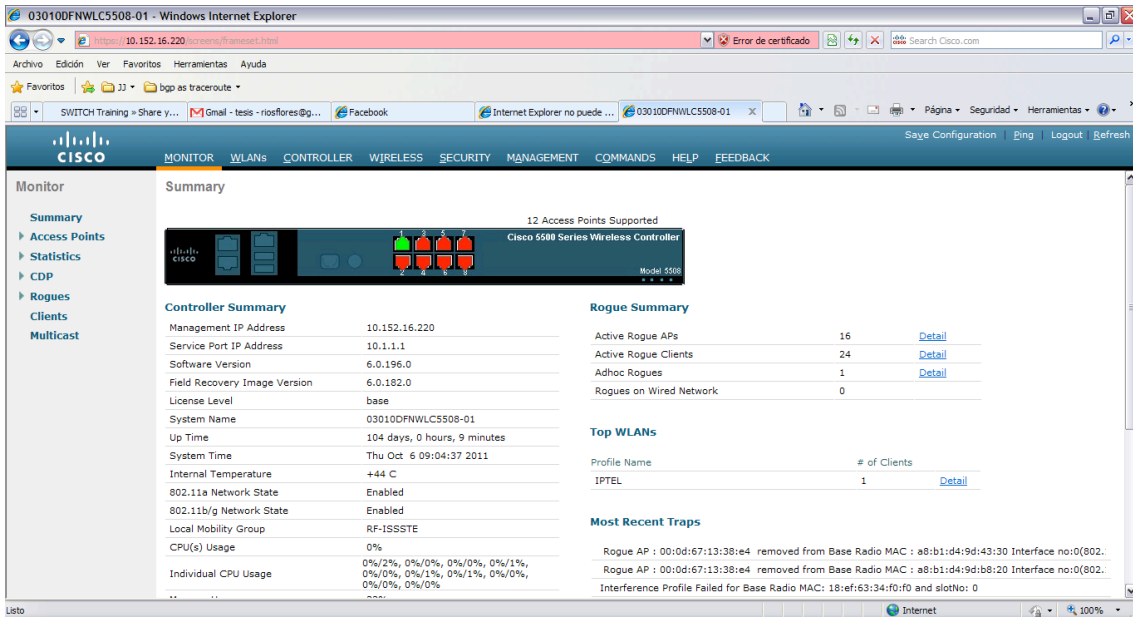 03010DFNWLC5508-01 - Windows Internet Explorer
https://10.152.16.220/screens/frameset.html
Error de certificado
Search Cisco.com
Archivo Edición Ver Favoritos Herramientas Ayuda
Favoritos JJ bgp as traceroute
SWITCH Training » Share y... Gmail - tesis - riosflores@g... Facebook Internet Explorer no puede ... 03010DFNWLC5508-01 X Página Seguridad Herramientas
Save Configuration | Ping | Logout | Refresh
CISCO
MONITOR WLANs CONTROLLER WIRELESS SECURITY MANAGEMENT COMMANDS HELP FEEDBACK
Monitor
Summary
Access Points
Statistics
CDP
Rogues
Clients
Multicast
Summary
12 Access Points Supported
CISCO
1 3 5 7
2 4 6 8
Cisco 5500 Series Wireless Controller
Model 5508
Controller Summary
Management IP Address 10.152.16.220
Service Port IP Address 10.1.1.1
Software Version 6.0.196.0
Field Recovery Image Version 6.0.182.0
License Level base
System Name 03010DFNWLC5508-01
Up Time 104 days, 0 hours, 9 minutes
System Time Thu Oct 6 09:04:37 2011
Internal Temperature +44 C
802.11a Network State Enabled
802.11b/g Network State Enabled
Local Mobility Group RF-ISSSTE
CPU(s) Usage 0%
Individual CPU Usage 0%/2%, 0%/0%, 0%/0%, 0%/1%,
0%/0%, 0%/1%, 0%/1%, 0%/0%,
0%/0%, 0%/0%
Rogue Summary
Active Rogue APs 16 Detail
Active Rogue Clients 24 Detail
Adhoc Rogues 1 Detail
Rogues on Wired Network 0
Top WLANs
Profile Name # of Clients
IPTEL 1 Detail
Most Recent Traps
Rogue AP : 00:0d:67:13:38:e4 removed from Base Radio MAC : a8:b1:d4:9d:43:30 Interface no:0(802.
Rogue AP : 00:0d:67:13:38:e4 removed from Base Radio MAC : a8:b1:d4:9d:b8:20 Interface no:0(802.
Interference Profile Failed for Base Radio MAC: 18:ef:63:34:f0:f0 and slotNo: 0
Listo Internet 100%